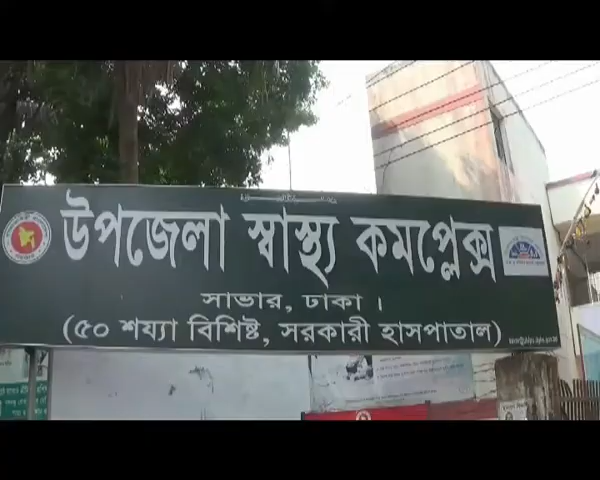 উপজেলা স্বাস্থ্য কমপ্লেক্স
সাভার, ঢাকা ।
(৫০ শয্যা বিশিষ্ট, সরকারী হাসপাতাল)